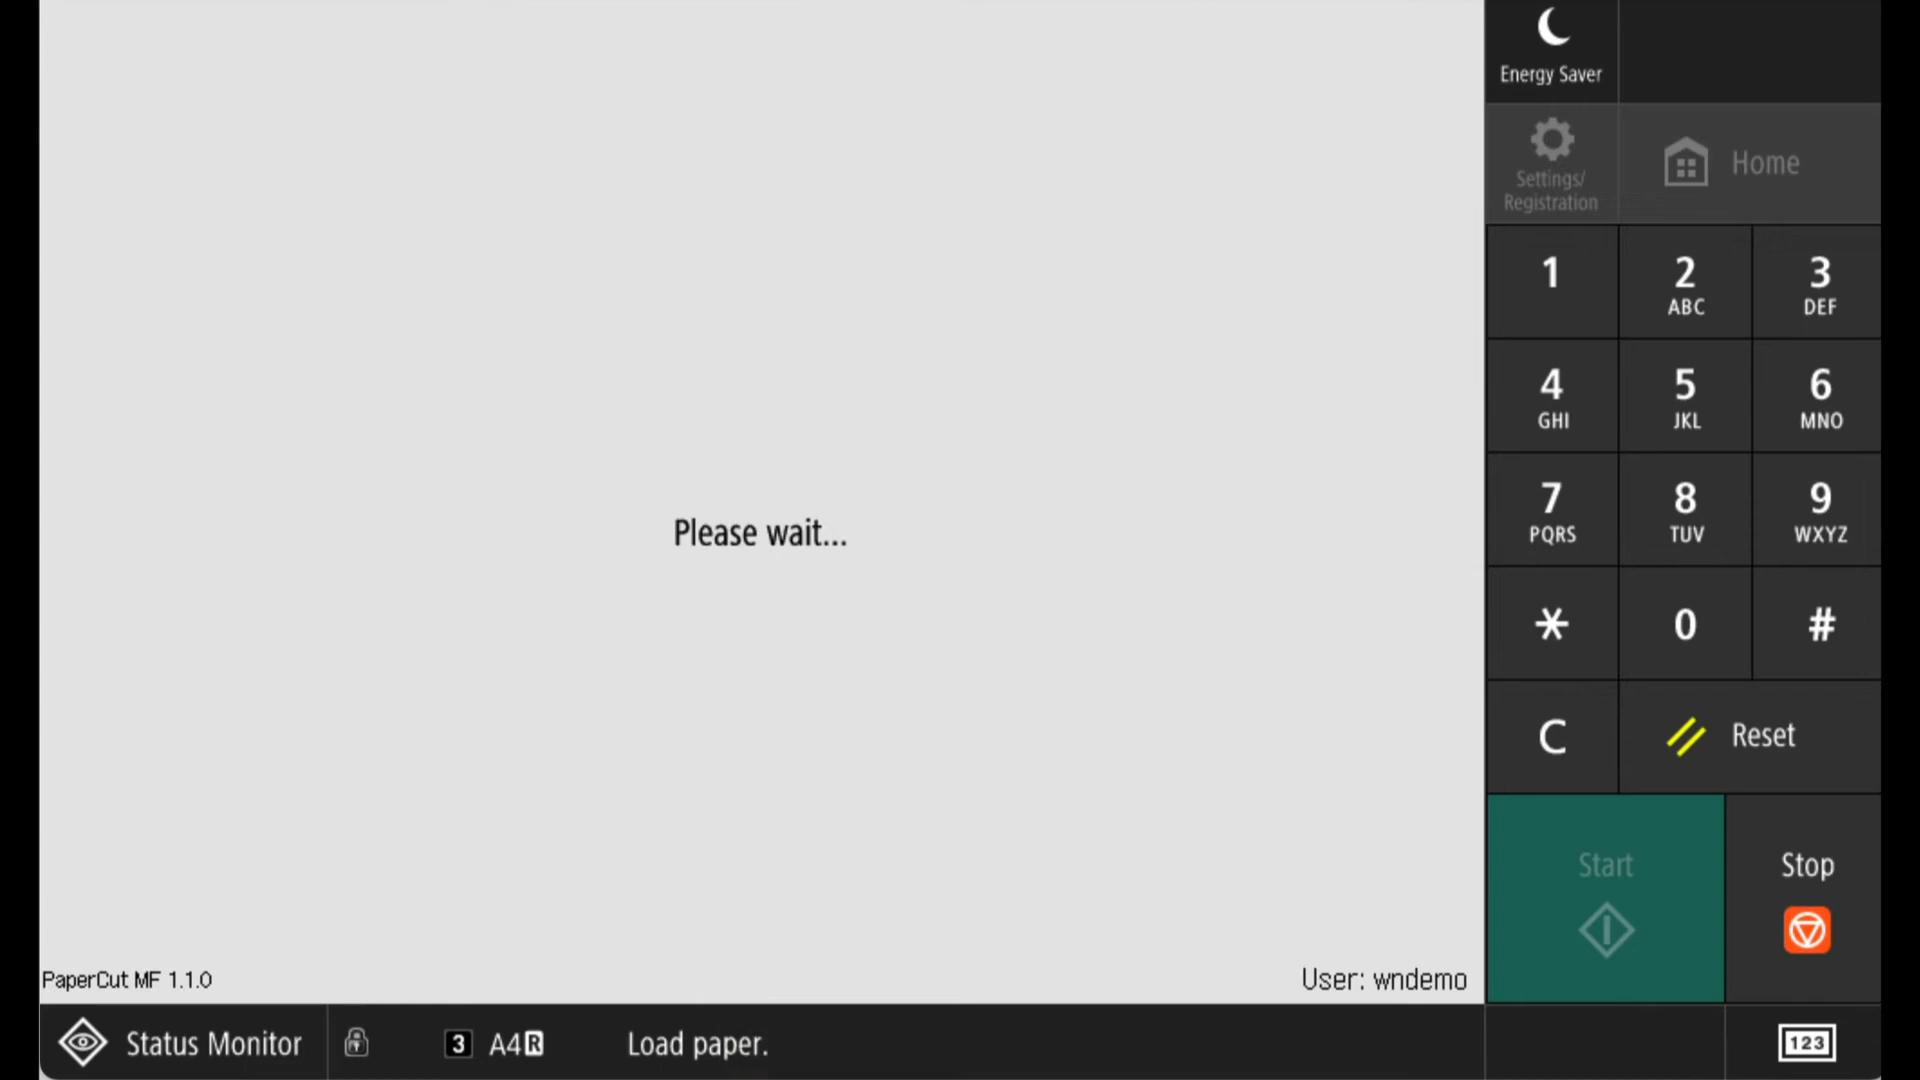 Energy Saver
Settings/
Registration
Home
1
2
ABC
3
DEF
4
GHI
5
JKL
6
MNO
7
PQRS
8
TUV
9
WXYZ
*
0
#
C
Reset
Please wait...
Start
Stop
PaperCut MF 1.1.0
User: wndemo
Status Monitor
3 A4R
Load paper.
123